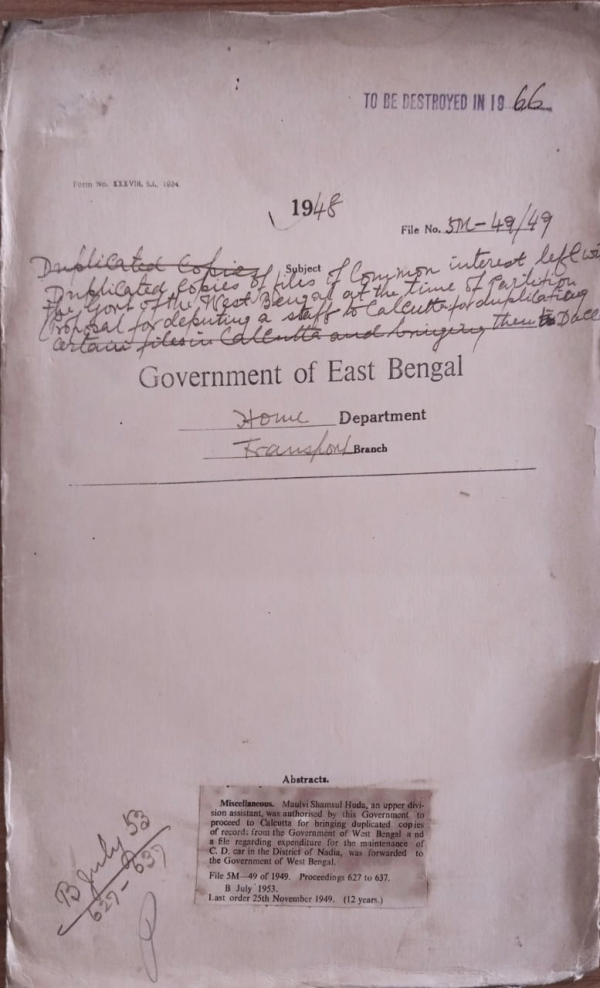 TO BE DESTROYED IN 19 66
Form No. XXXVIII, S.L. 1934
1948
File No. 5M-49/49
Duplicated Copies
Subject
Duplicated Copies of files of Common interest left with
for Govt of the West Bengal at the time of Partition
Proposal for deputing a staff to Calcutta for duplicating
certain files in Calcutta and bringing them to Dacca
Government of East Bengal
Home Department
Transport Branch
Abstracts.
Miscellaneous. Maulvi Shamsul Huda, an upper divi-
sion assistant, was authorised by this Government to
proceed to Calcutta for bringing duplicated copies
of record; from the Government of West Bengal and
a file regarding expenditure for the maintenance of
C. D. car in the District of Nadia, was forwarded to
the Government of West Bengal.
File 5M—49 of 1949. Proceedings 627 to 637.
B July 1953.
Last order 25th November 1949. (12 years.)
B July 53
627-637